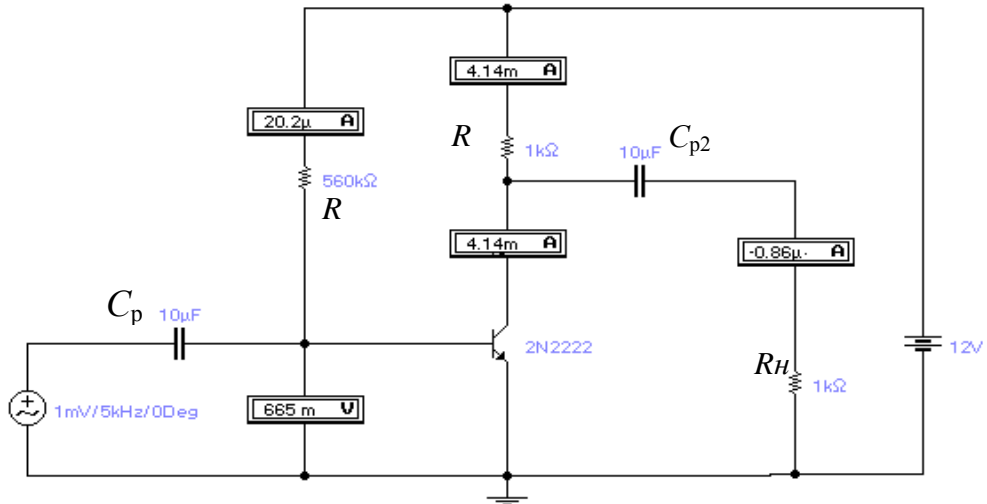 4.14m A
20.2µ A
R
1kΩ
10µF
Cp2
560kΩ
R
4.14m A
-0.86µ· A
Cp
10µF
2N2222
12V
RH
1kΩ
1mV/5kHz/0Deg
665 m V